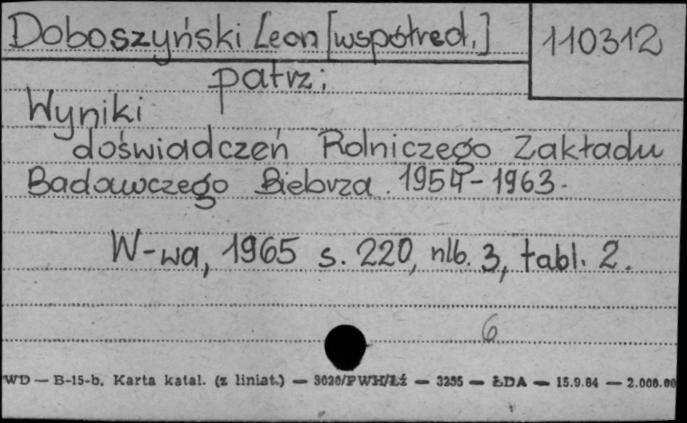 Doboszyński Leon [współred.]
110312
patrz:
Wyniki
doświadczeń Rolniczego Zakładu
Badawczego Biebrza. 1954-1963.
W-wa, 1965 s. 220, nlb. 3, tabl. 2.
6
WD — B-15-b. Karta katal. (z liniat.) — 3020/PWH/Łź — 3255 — ŁDA — 15.9.64 — 2.000.00